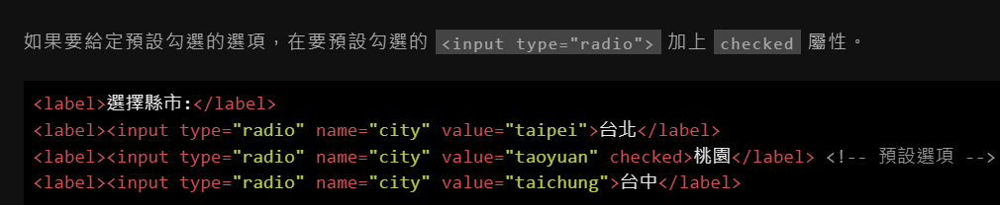 如果要給定預設勾選的選項，在要預設勾選的 <input type="radio"> 加上 checked 屬性。
<label>選擇縣市:</label>
<label><input type="radio" name="city" value="taipei">台北</label>
<label><input type="radio" name="city" value="taoyuan" checked>桃園</label> <!-- 預設選項 -->
<label><input type="radio" name="city" value="taichung">台中</label>